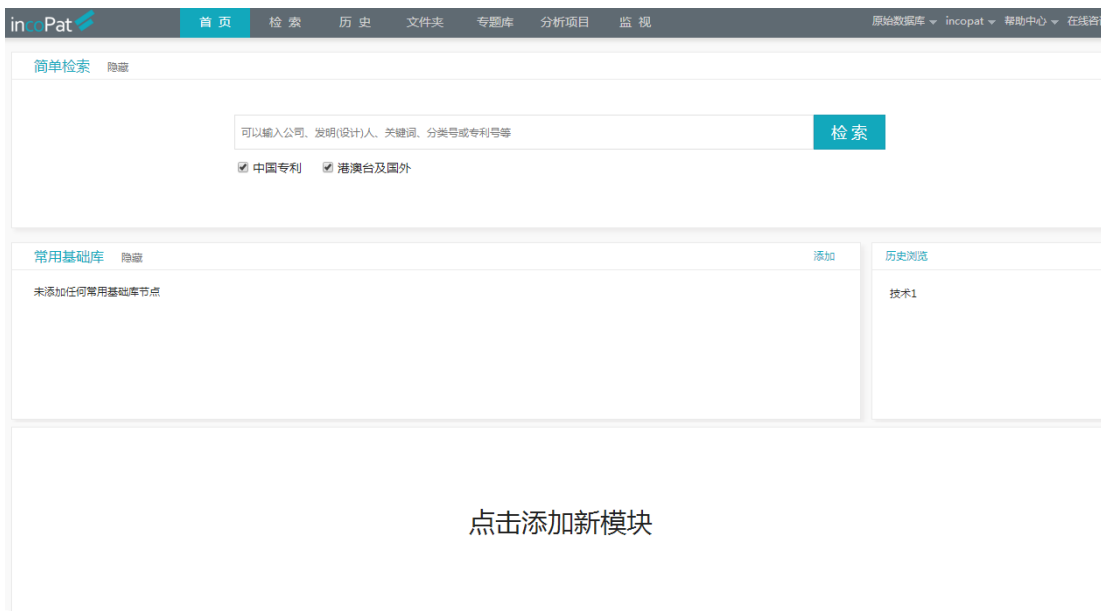 incoPat 首页 检索 历史 文件夹 专题库 分析项目 监视 原始数据库 incopat 帮助中心 在线咨
简单检索 隐藏
可以输入公司、发明(设计)人、关键词、分类号或专利号等 检索
中国专利 港澳台及国外
常用基础库 隐藏 添加 历史浏览
未添加任何常用基础库节点 技术1
点击添加新模块